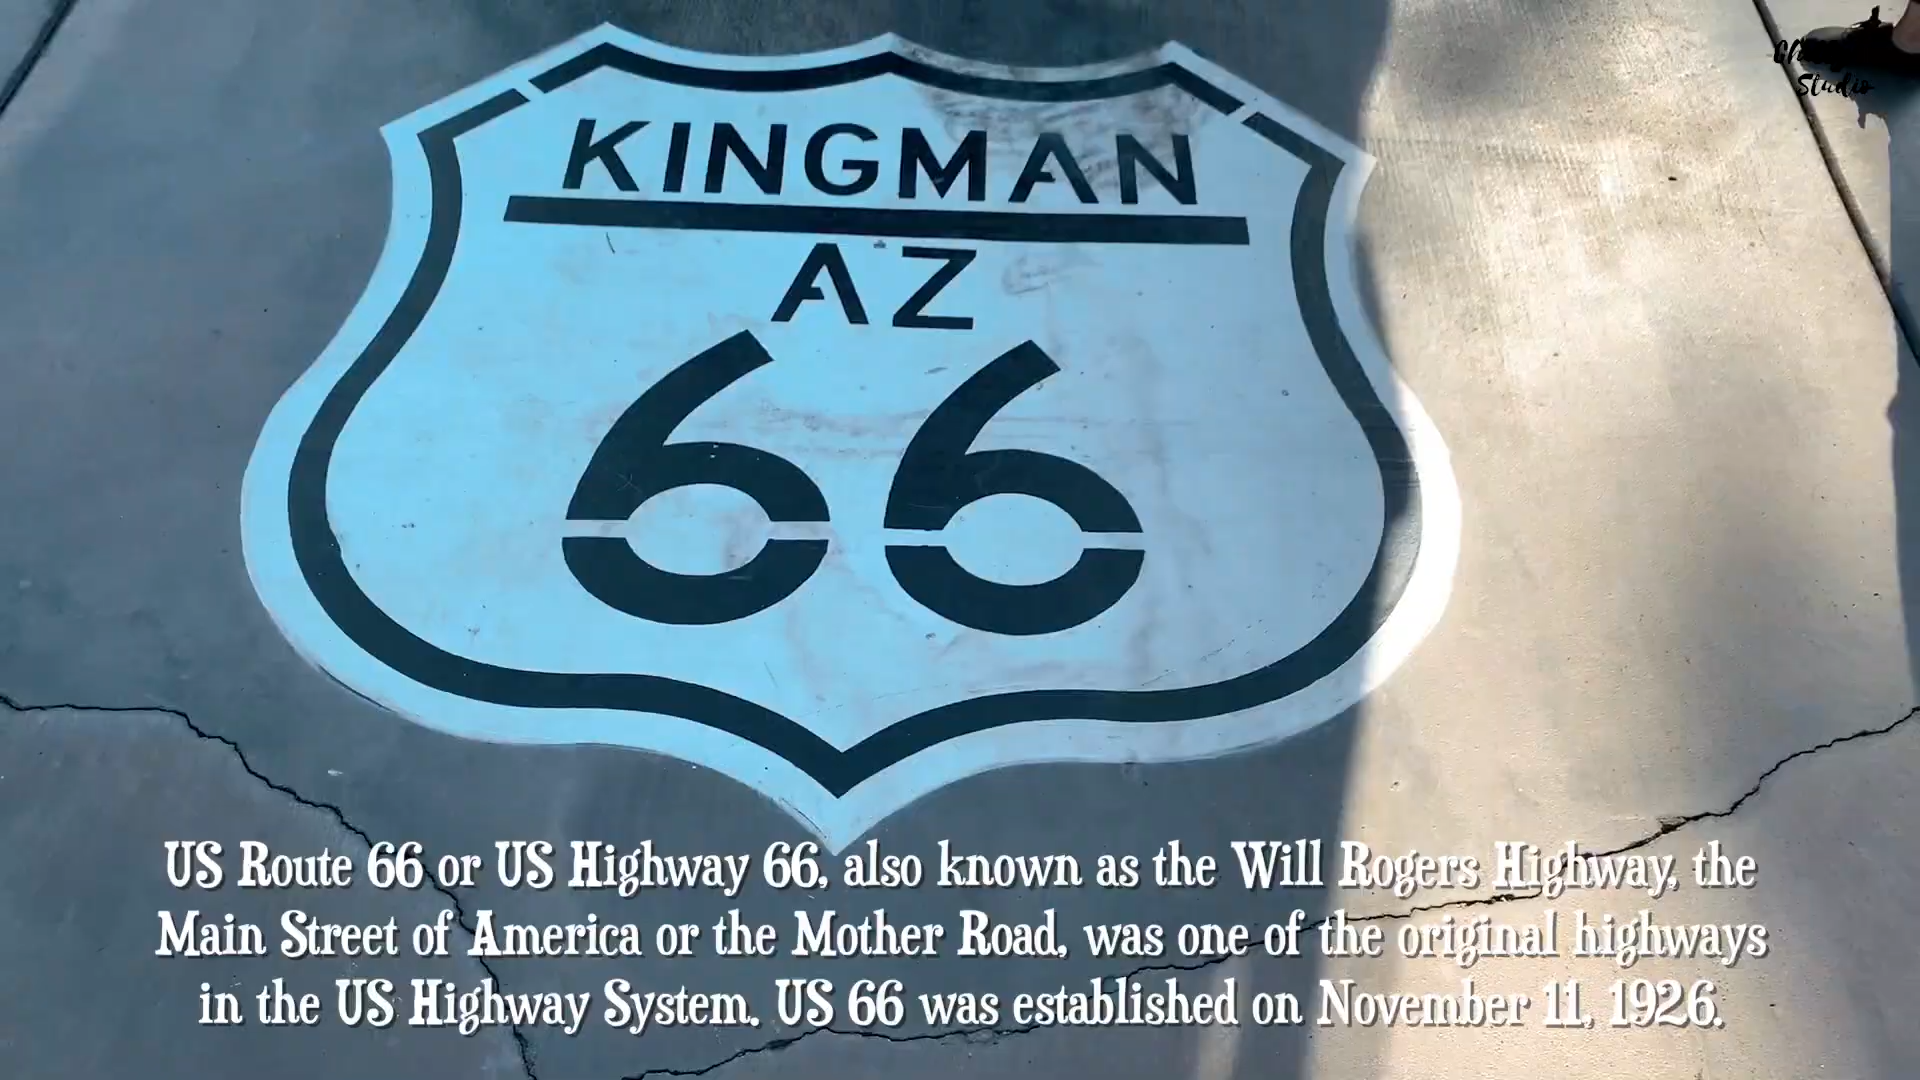 Studio
KINGMAN
AZ
66
US Route 66 or US Highway 66, also known as the Will Rogers Highway, the
Main Street of America or the Mother Road, was one of the original highways
in the US Highway System. US 66 was established on November 11, 1926.